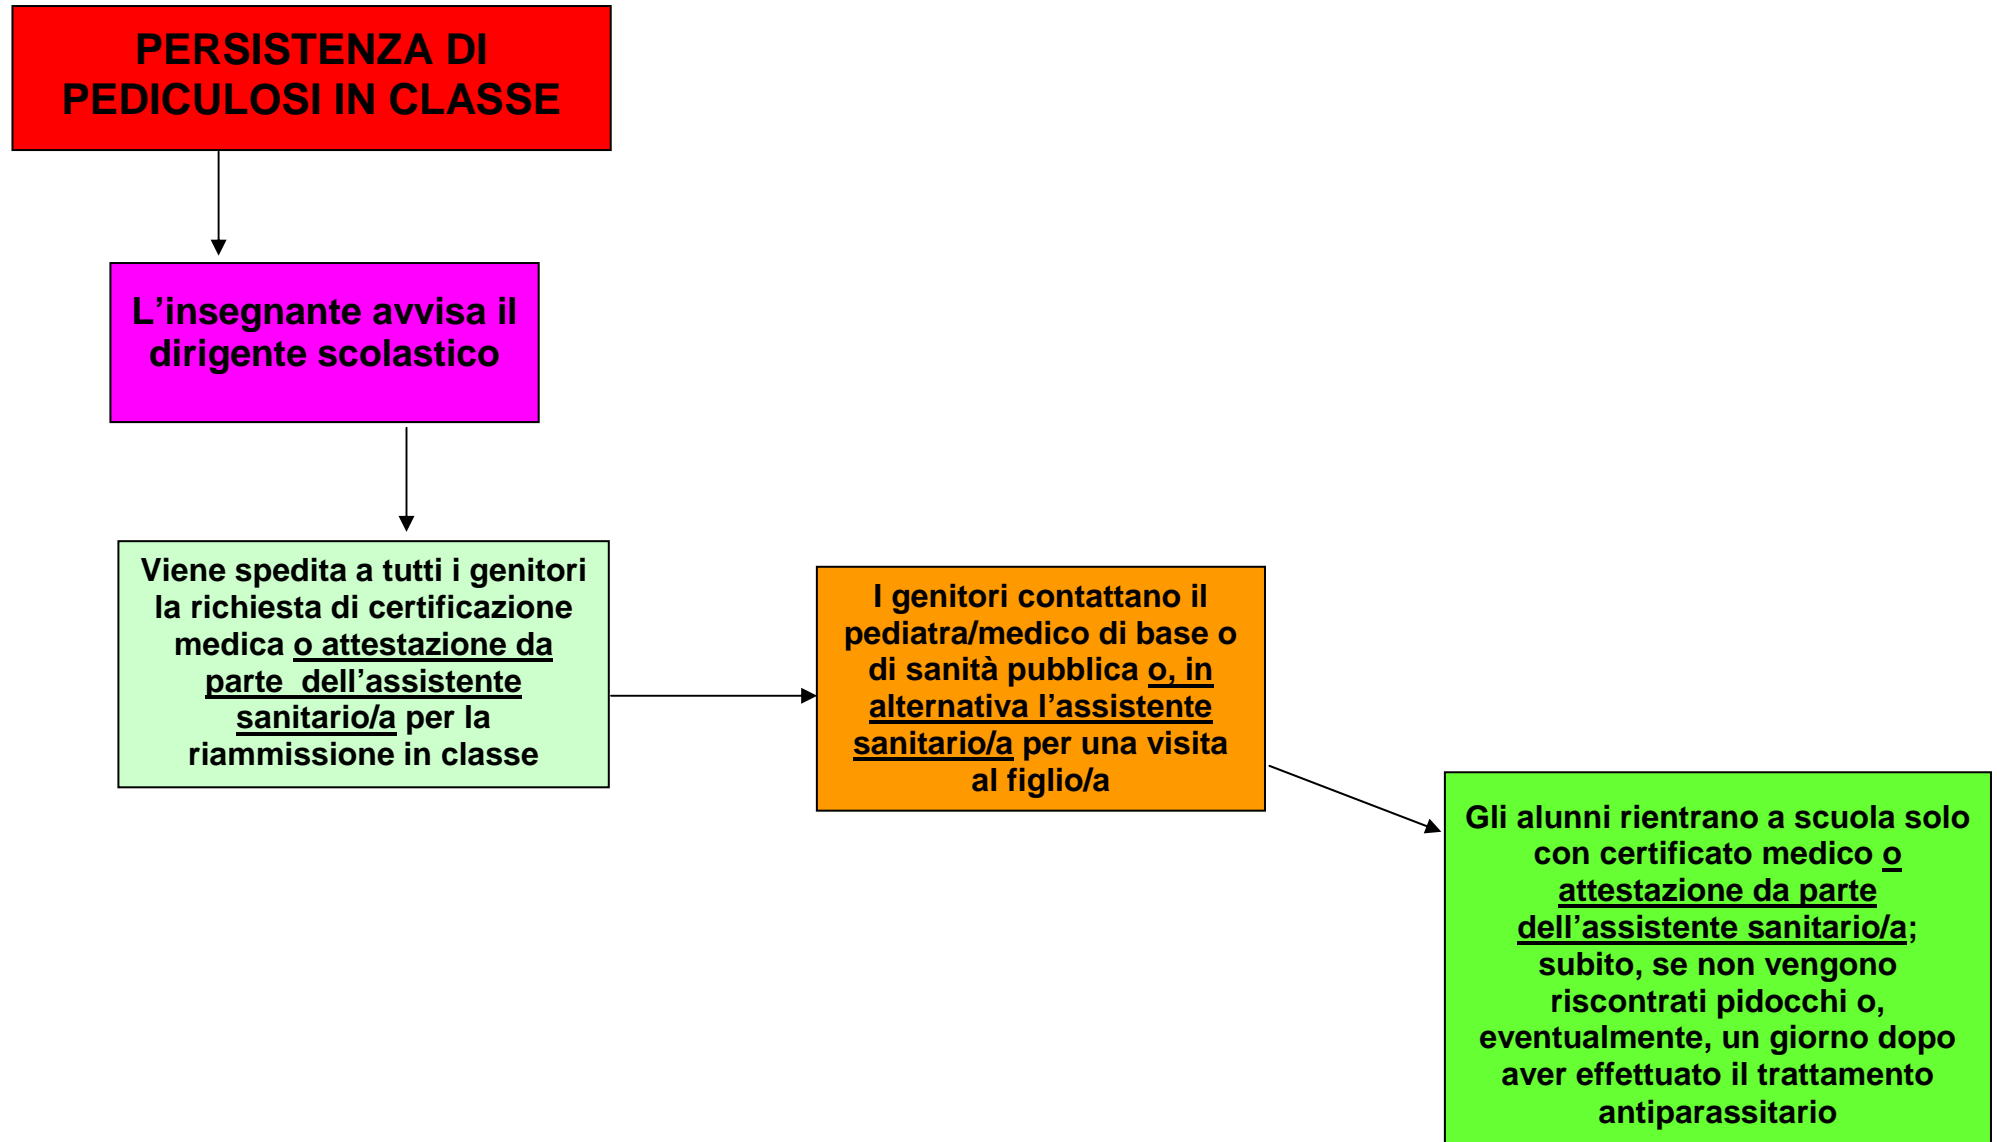 PERSISTENZA DI
PEDICULOSI IN CLASSE
L’insegnante avvisa il
dirigente scolastico
Viene spedita a tutti i genitori
la richiesta di certificazione
medica o attestazione da
parte  dell’assistente
sanitario/a per la
riammissione in classe
I genitori contattano il
pediatra/medico di base o
di sanità pubblica o, in
alternativa l’assistente
sanitario/a per una visita
al figlio/a
Gli alunni rientrano a scuola solo
con certificato medico o
attestazione da parte
dell’assistente sanitario/a;
subito, se non vengono
riscontrati pidocchi o,
eventualmente, un giorno dopo
aver effettuato il trattamento
antiparassitario